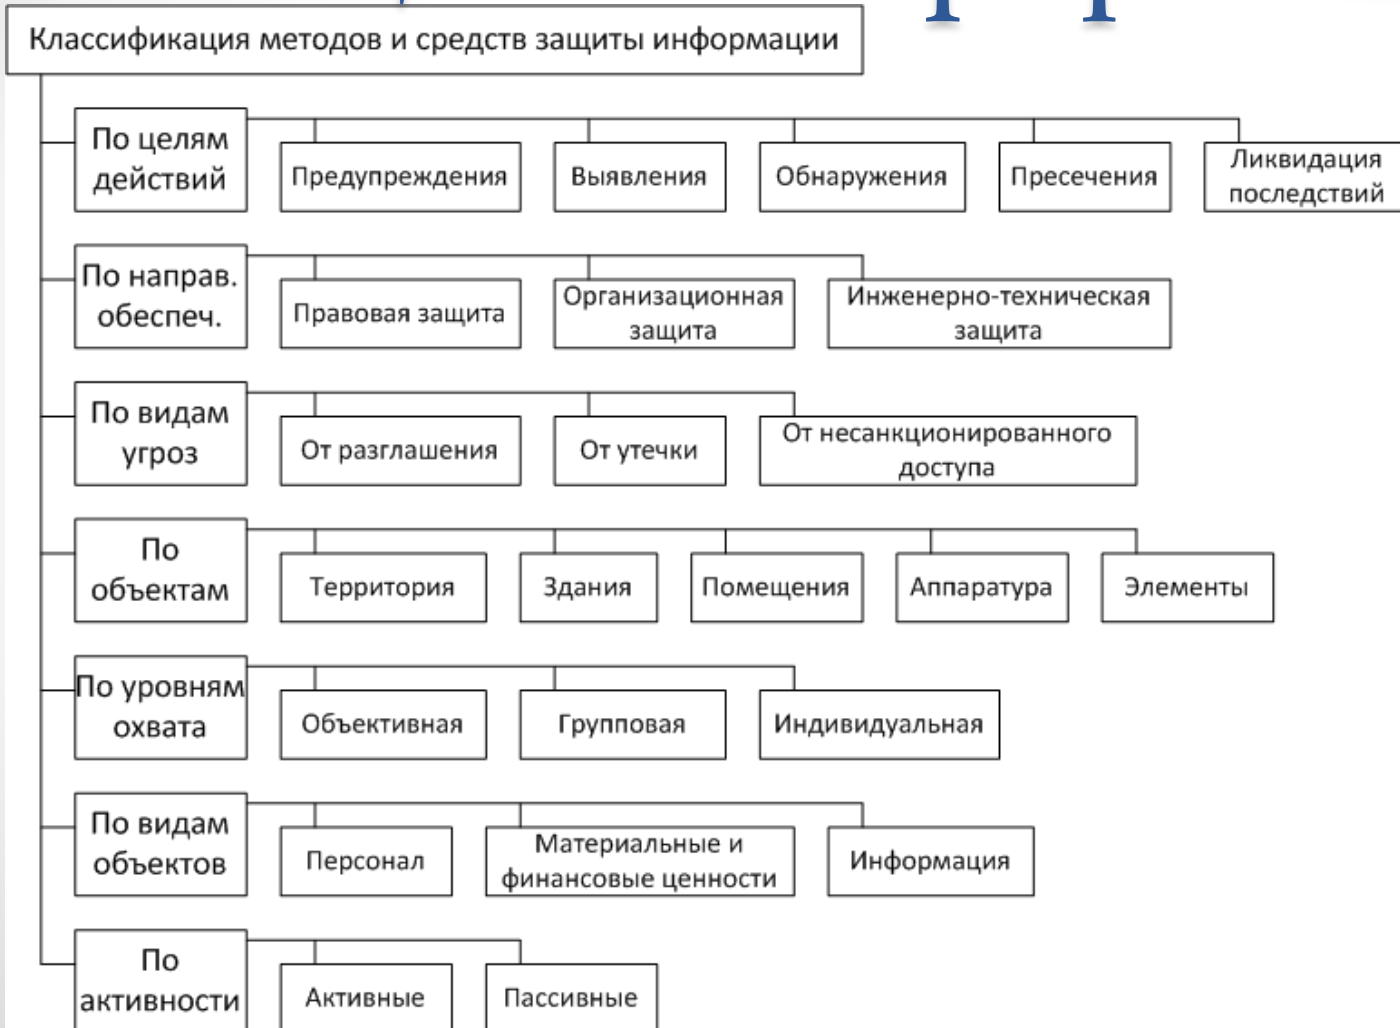 Классификация методов и средств защиты информации
По целям
действий
Предупреждения
Выявления
Обнаружения
Пресечения
Ликвидация
последствий
По направ.
обеспеч.
Правовая защита
Организационная
защита
Инженерно-техническая
защита
По видам
угроз
От разглашения
От утечки
От несанкционированного
доступа
По
объектам
Территория
Здания
Помещения
Аппаратура
Элементы
По уровням
охвата
Объективная
Групповая
Индивидуальная
По видам
объектов
Персонал
Материальные и
финансовые ценности
Информация
По
активности
Активные
Пассивные